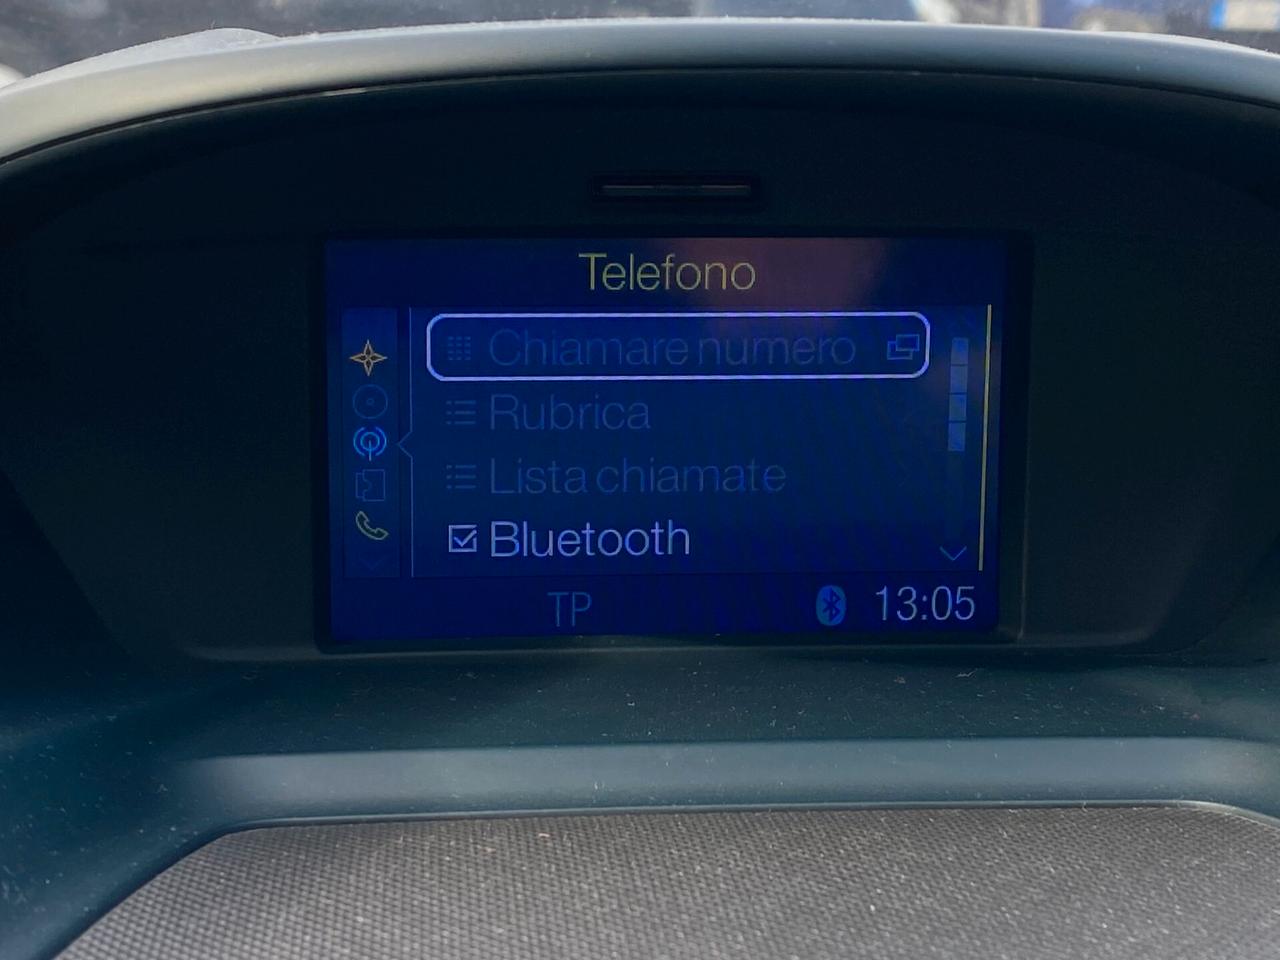 Telefono
Chiamare numero
Rubrica
Lista chiamate
Bluetooth
TP 13:05